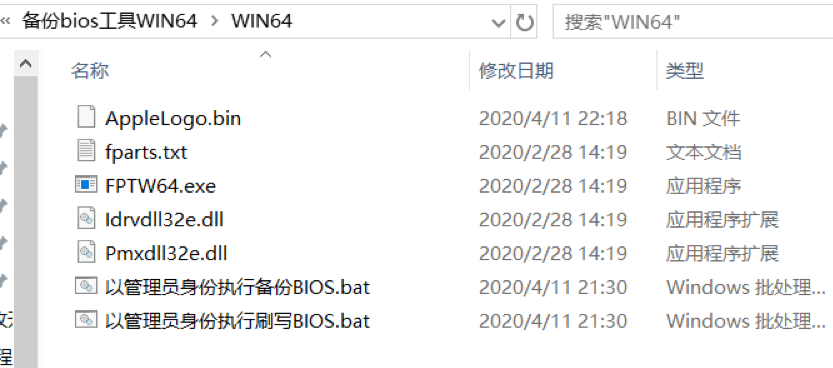 « 备份bios工具WIN64 > WIN64 搜索"WIN64"
名称 修改日期 类型
AppleLogo.bin 2020/4/11 22:18 BIN 文件
fparts.txt 2020/2/28 14:19 文本文档
FPTW64.exe 2020/2/28 14:19 应用程序
Idrvdll32e.dll 2020/2/28 14:19 应用程序扩展
Pmxdll32e.dll 2020/2/28 14:19 应用程序扩展
以管理员身份执行备份BIOS.bat 2020/4/11 21:30 Windows 批处理...
以管理员身份执行刷写BIOS.bat 2020/4/11 21:30 Windows 批处理...
程